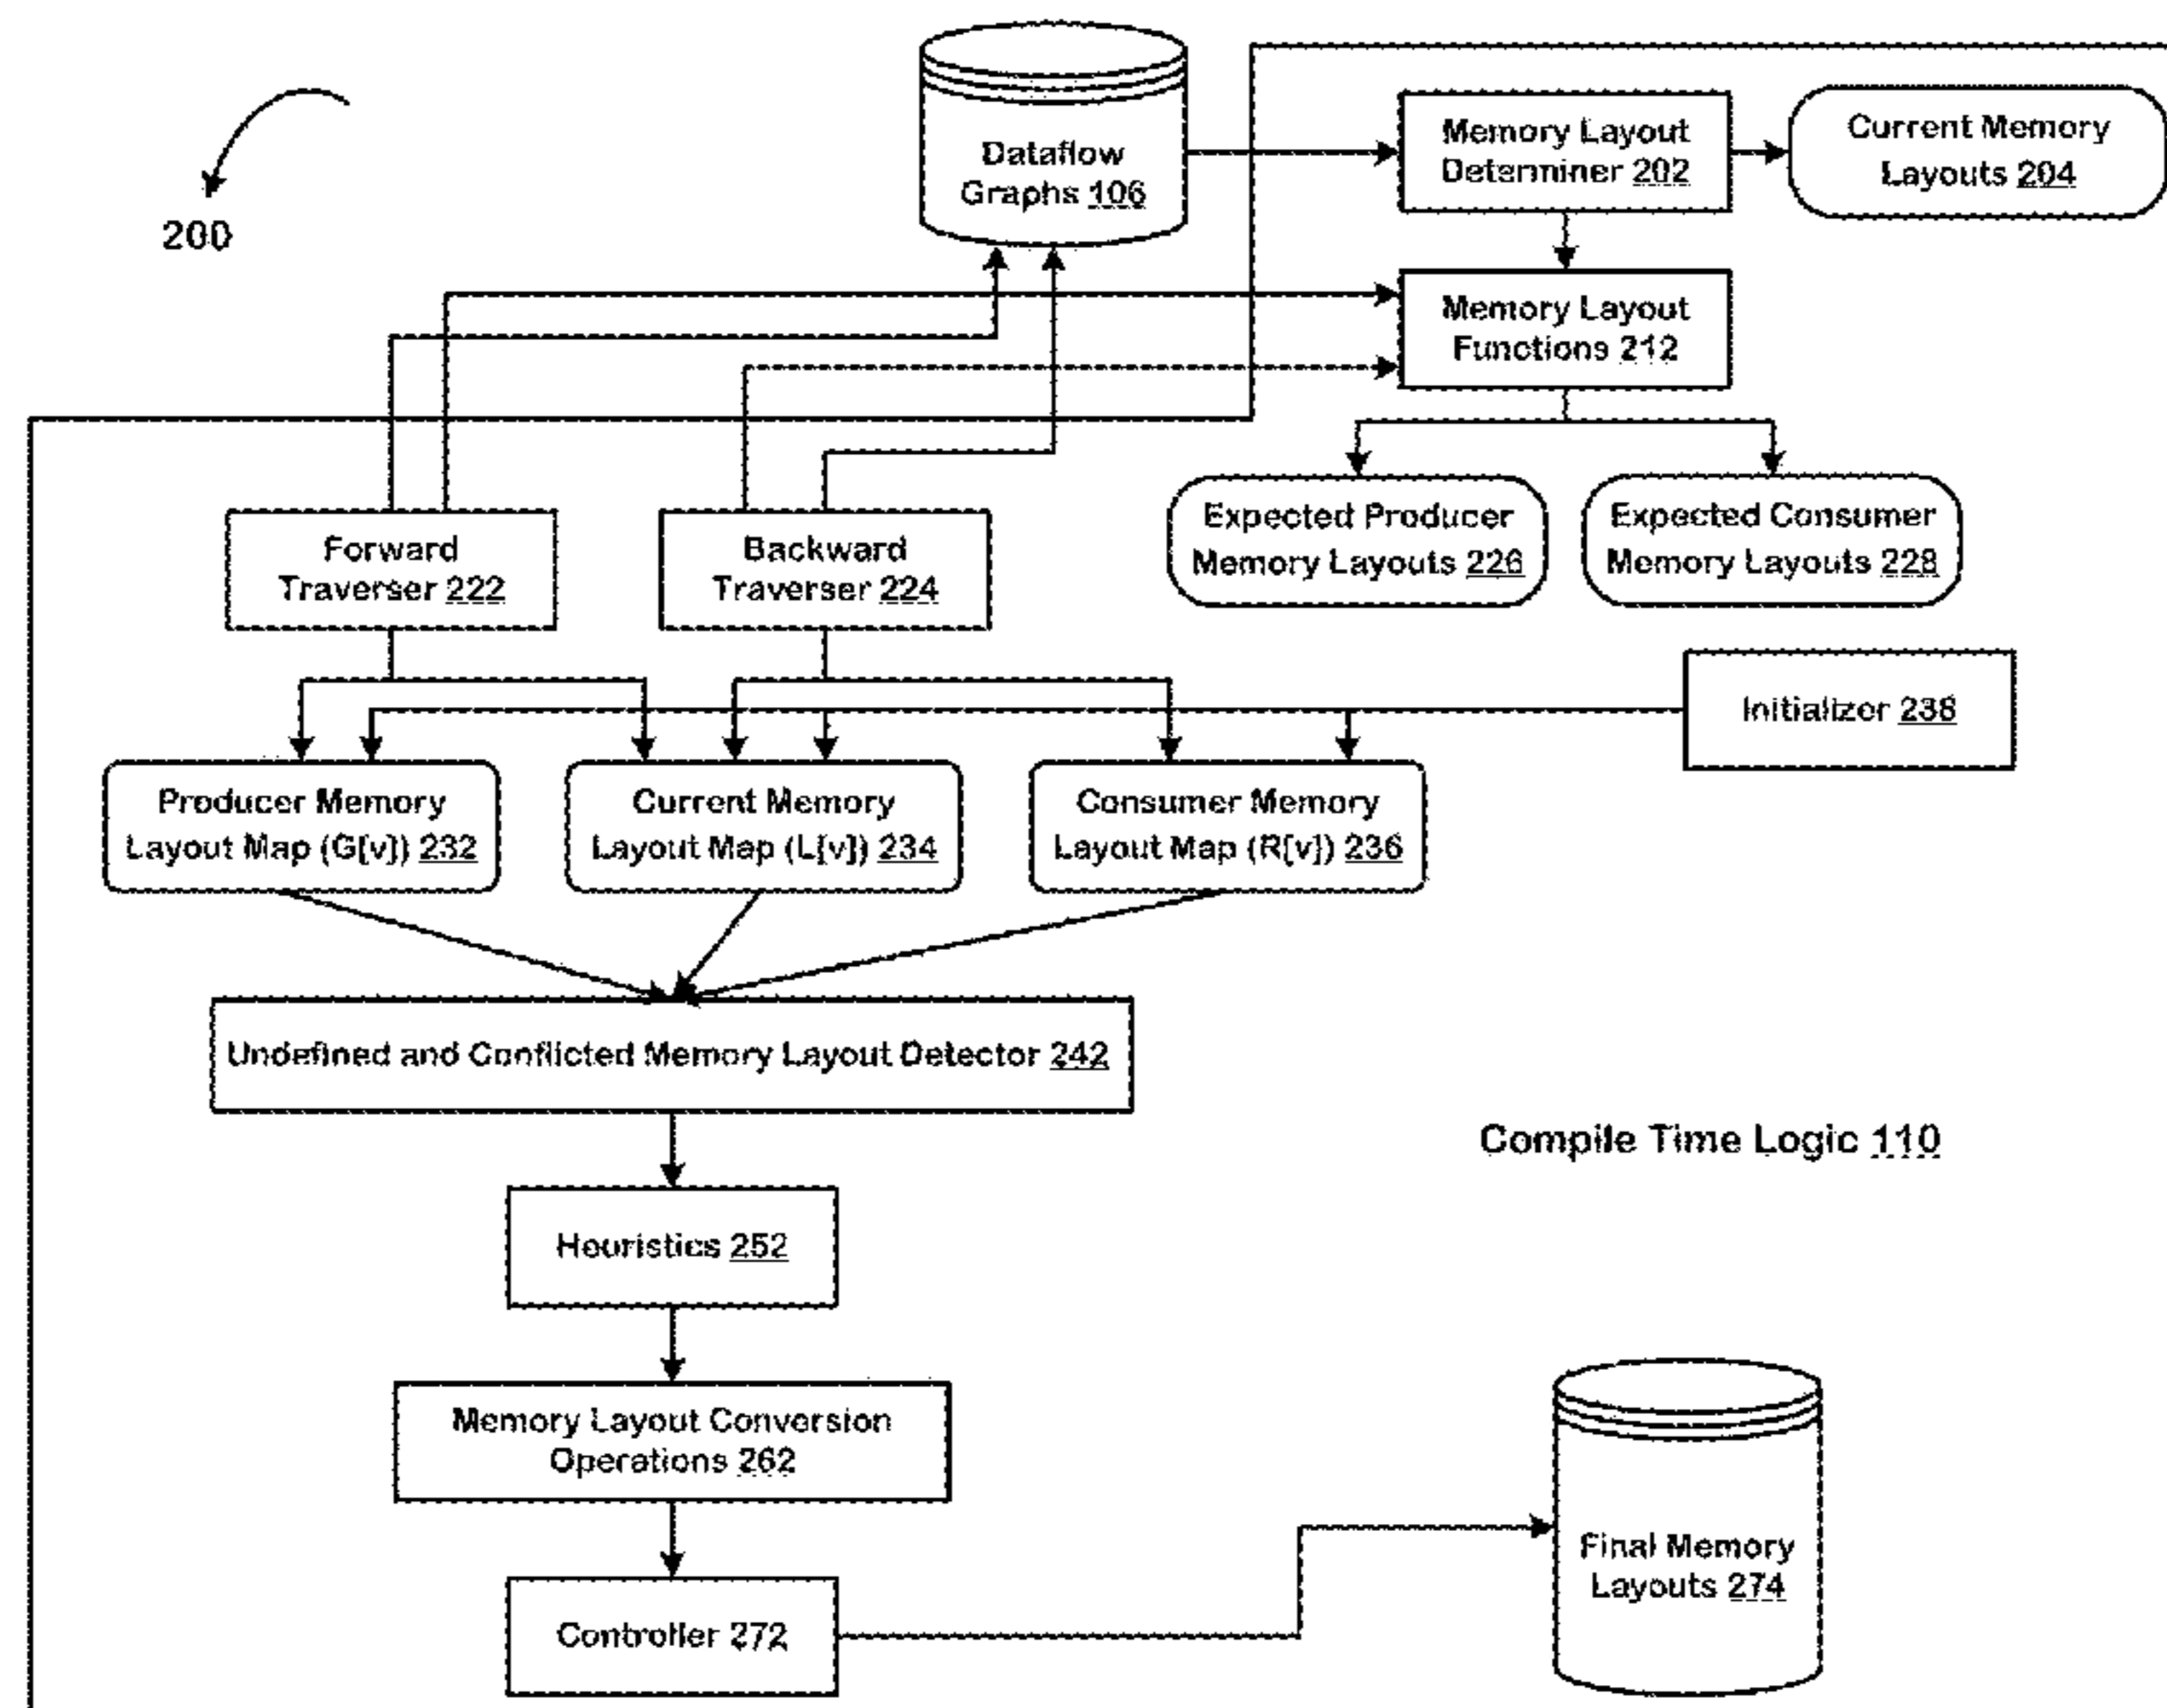 200
Dataflow
Graphs 106
Memory Layout
Determiner 202
Current Memory
Layouts 204
Memory Layout
Functions 212
Expected Producer
Memory Layouts 226
Expected Consumer
Memory Layouts 228
Forward
Traverser 222
Backward
Traverser 224
Initializer 238
Producer Memory
Layout Map (G[v]) 232
Current Memory
Layout Map (L[v]) 234
Consumer Memory
Layout Map (R[v]) 236
Undefined and Conflicted Memory Layout Detector 242
Compile Time Logic 110
Heuristics 252
Memory Layout Conversion
Operations 262
Final Memory
Layouts 274
Controller 272